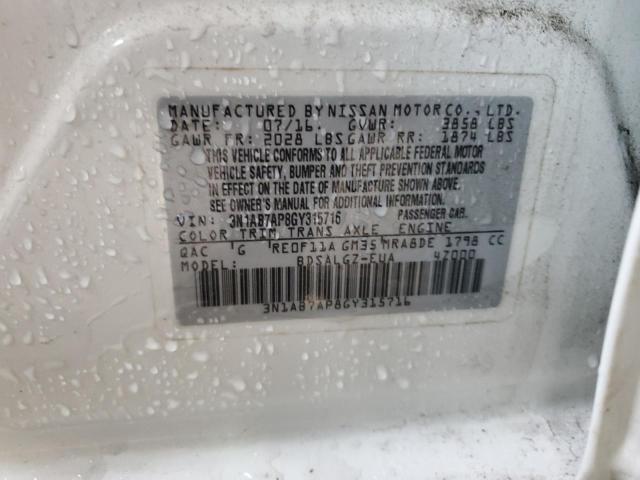 MANUFACTURED BY NISSAN MOTOR CO., LTD.
DATE: 07/16. GVWR: 3858 LBS
GAWR FR: 2028 LBS GAWR RR: 1874 LBS
THIS VEHICLE CONFORMS TO ALL APPLICABLE FEDERAL MOTOR
VEHICLE SAFETY, BUMPER AND THEFT PREVENTION STANDARDS
IN EFFECT ON THE DATE OF MANUFACTURE SHOWN ABOVE.
SEE OWNER'S MANUAL FOR ADDITIONAL INFORMATION.
VIN: 3N1AB7AP8GY315716 PASSENGER CAR.
COLOR TRIM TRANS AXLE ENGINE
QAC G RE0F11A GM35 MRA8DE 1798 CC
MODEL: BDSALGZ-EUA 4Z000
3N1AB7AP8GY315716